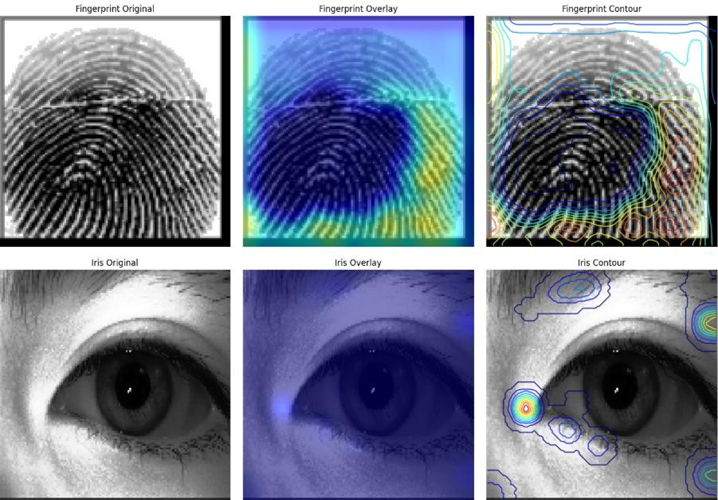 Fingerprint Original
Fingerprint Overlay
Fingerprint Contour
Iris Original
Iris Overlay
Iris Contour